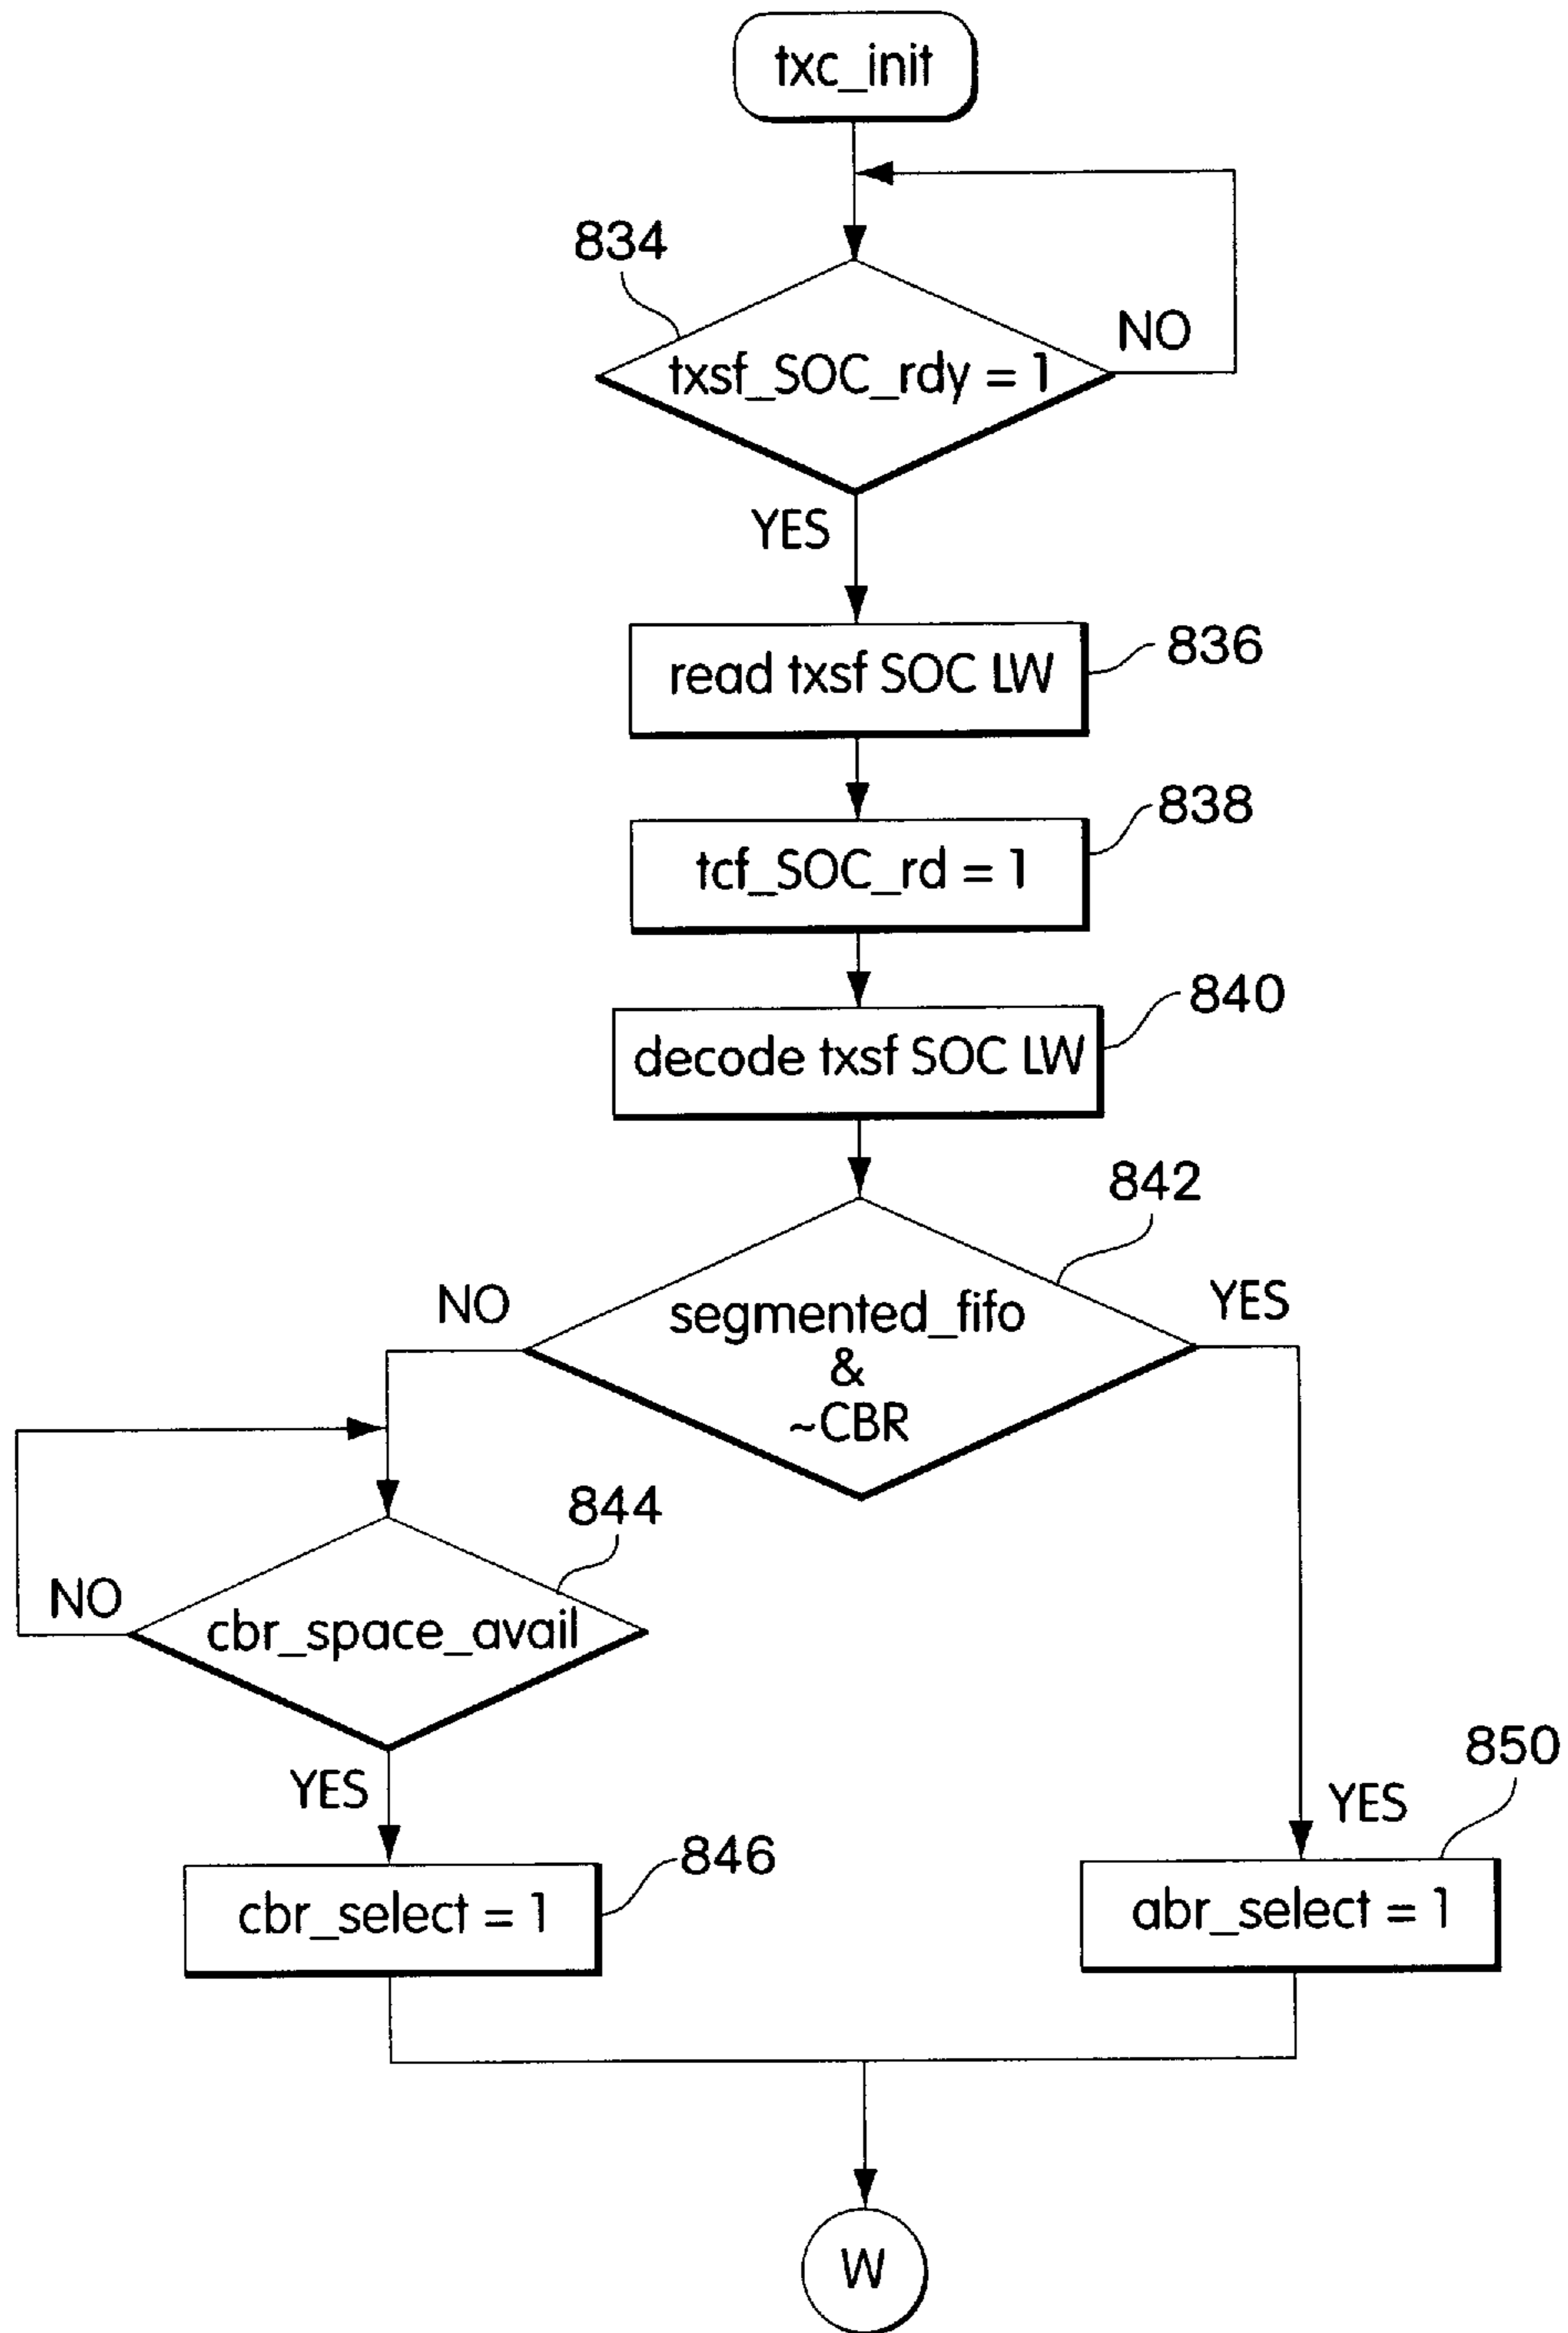 txc_init
834
txsf_SOC_rdy = 1
NO
YES
read txsf SOC LW
836
tcf_SOC_rd = 1
838
decode txsf SOC LW
840
842
NO
segmented_fifo
&
~CBR
YES
844
NO
cbr_space_avail
YES
cbr_select = 1
846
YES
850
abr_select = 1
W